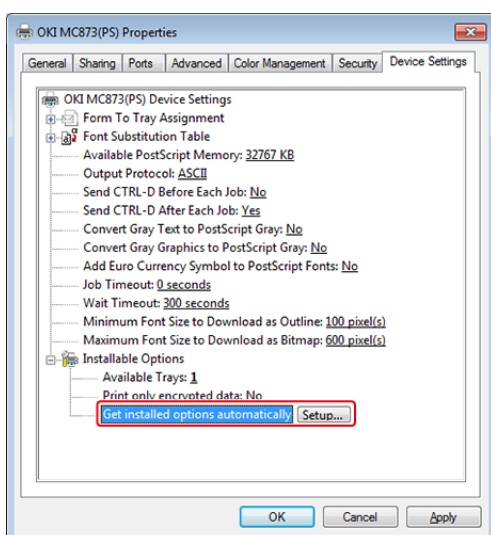 OKI MC873(PS) Properties
General Sharing Ports Advanced Color Management Security Device Settings
OKI MC873(PS) Device Settings
Form To Tray Assignment
Font Substitution Table
Available PostScript Memory: 32767 KB
Output Protocol: ASCII
Send CTRL-D Before Each Job: No
Send CTRL-D After Each Job: Yes
Convert Gray Text to PostScript Gray: No
Convert Gray Graphics to PostScript Gray: No
Add Euro Currency Symbol to PostScript Fonts: No
Job Timeout: 0 seconds
Wait Timeout: 300 seconds
Minimum Font Size to Download as Outline: 100 pixel(s)
Maximum Font Size to Download as Bitmap: 600 pixel(s)
Installable Options
Available Trays: 1
Print only encrypted data: No
Get installed options automatically Setup...
OK Cancel Apply